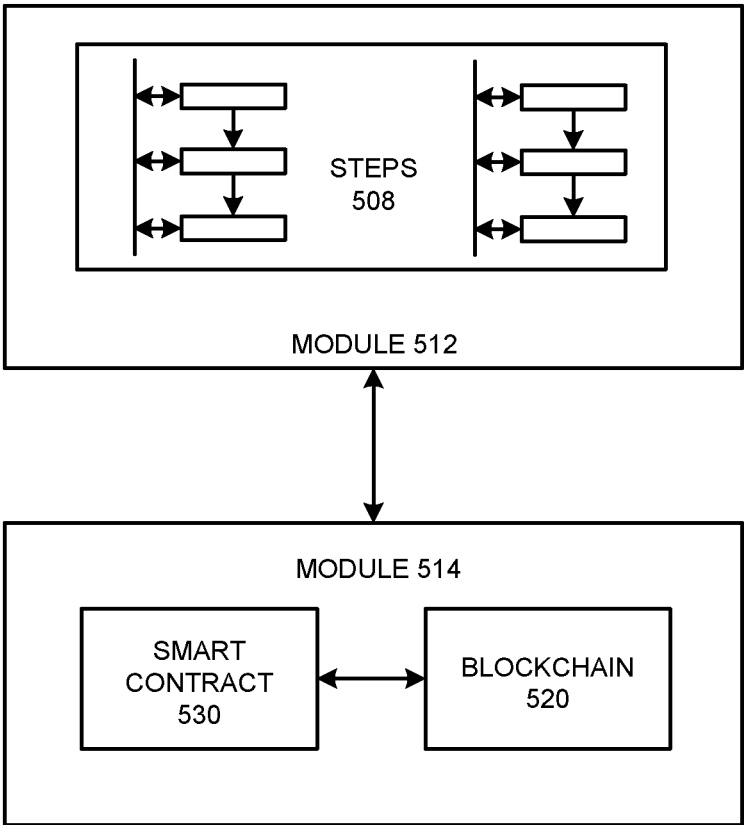 STEPS
508
MODULE 512
MODULE 514
SMART
CONTRACT
530
BLOCKCHAIN
520